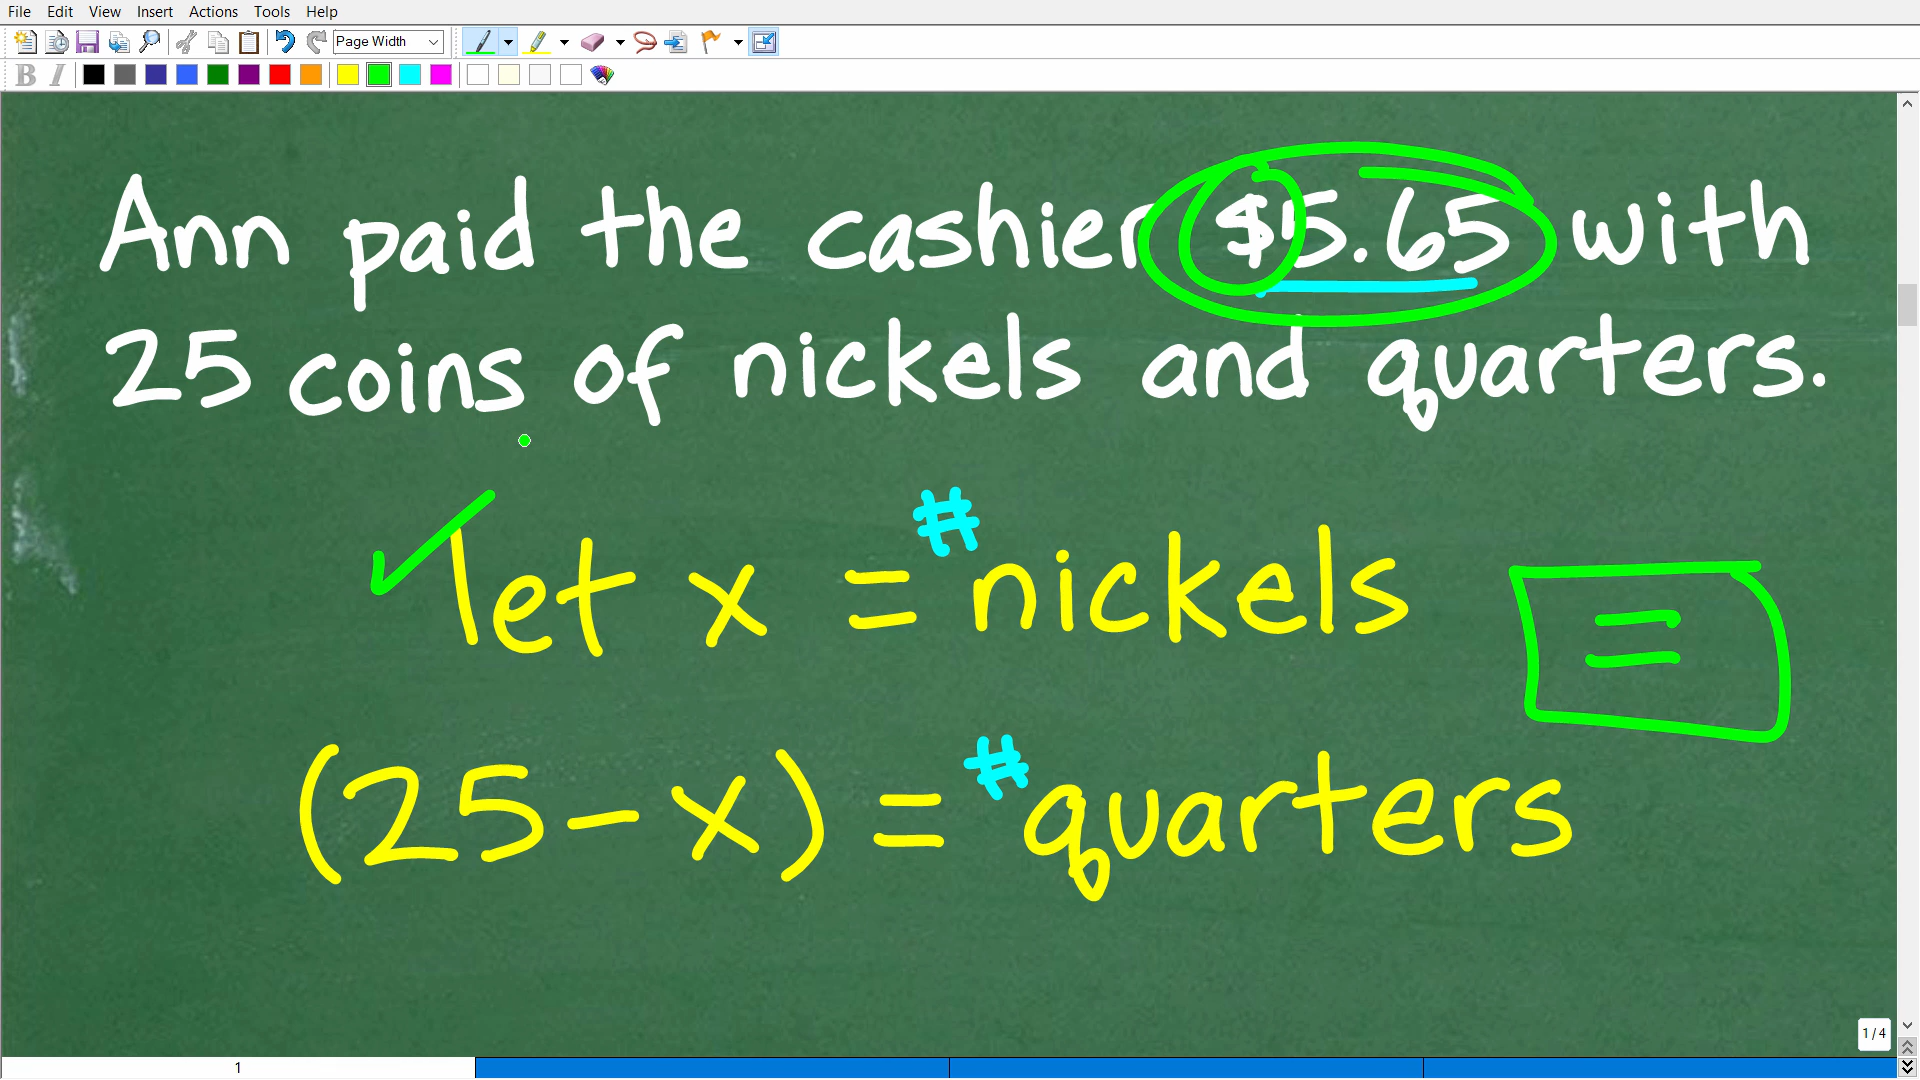 File Edit View Insert Actions Tools Help
Page Width
B I
Ann paid the cashier $5.65 with
25 coins of nickels and quarters.
let x = # nickels
=
(25-x) = # quarters
1 / 4
1